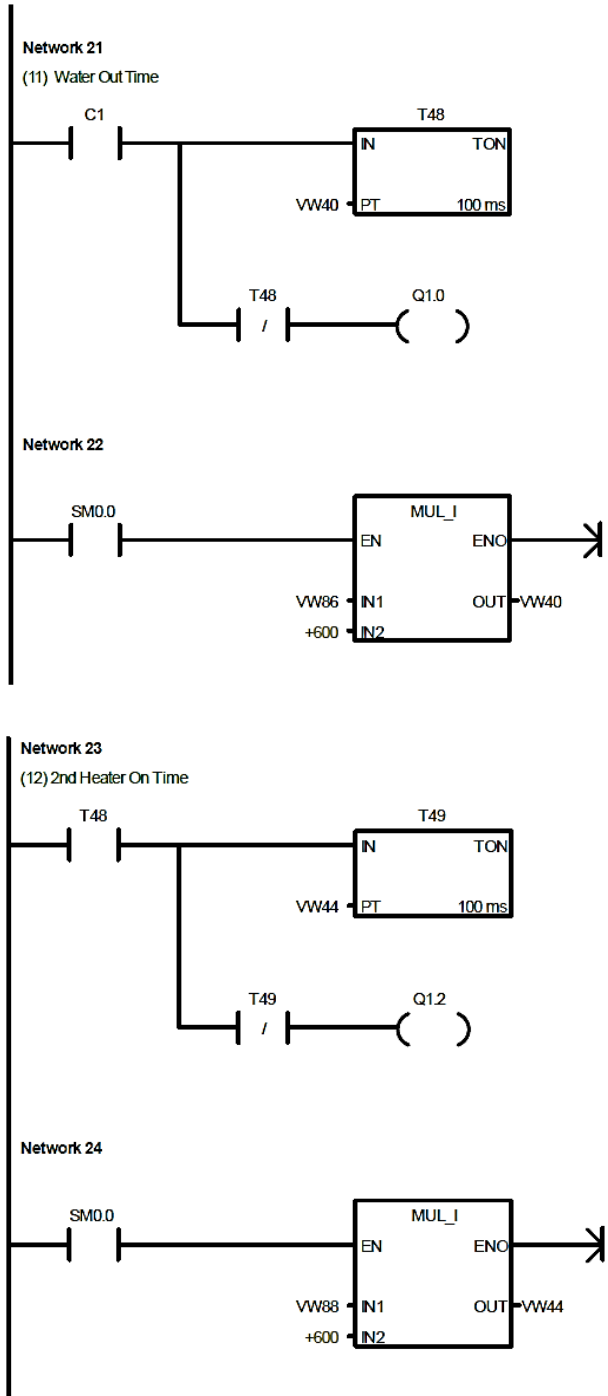 Network 21
(11) Water Out Time
C1
T48
IN TON
VW40 PT 100 ms
T48 Q1.0
/
Network 22
SM0.0
MUL_I
EN ENO
VW86 IN1 OUT VW40
+600 IN2
Network 23
(12) 2nd Heater On Time
T48
T49
IN TON
VW44 PT 100 ms
T49 Q1.2
/
Network 24
SM0.0
MUL_I
EN ENO
VW88 IN1 OUT VW44
+600 IN2